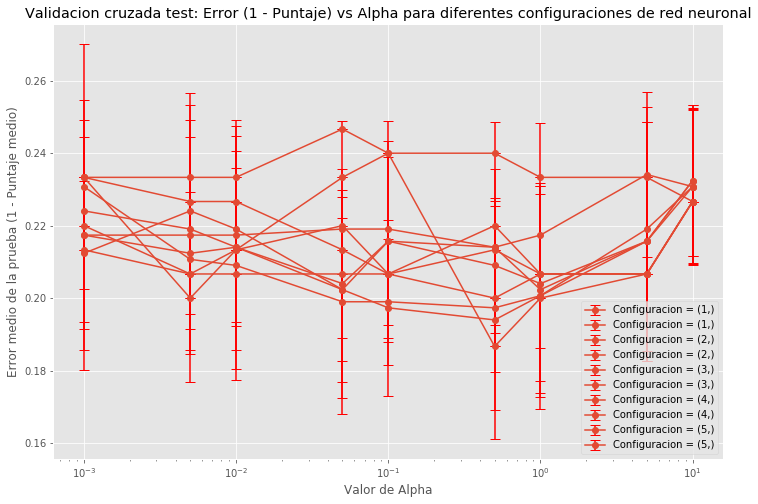 Validacion cruzada test: Error (1 - Puntaje) vs Alpha para diferentes configuraciones de red neuronal
Error medio de la prueba (1 - Puntaje medio)
0.26
0.24
0.22
0.20
0.18
0.16
Configuracion = (1,)
Configuracion = (1,)
Configuracion = (2,)
Configuracion = (2,)
Configuracion = (3,)
Configuracion = (3,)
Configuracion = (4,)
Configuracion = (4,)
Configuracion = (5,)
Configuracion = (5,)
10⁻³ 10⁻² 10⁻¹ 10⁰ 10¹
Valor de Alpha